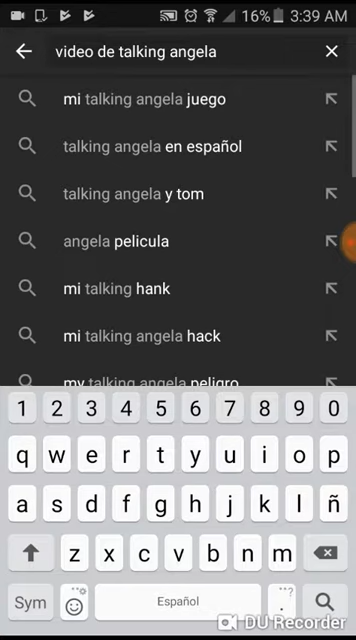 16% 3:39 AM
video de talking angela
mi talking angela juego
talking angela en español
talking angela y tom
angela pelicula
mi talking hank
mi talking angela hack
my talking angela peligro
1 2 3 4 5 6 7 8 9 0
q w e r t y u i o p
a s d f g h j k l ñ
z x c v b n m
Sym Español . ...?
DU Recorder